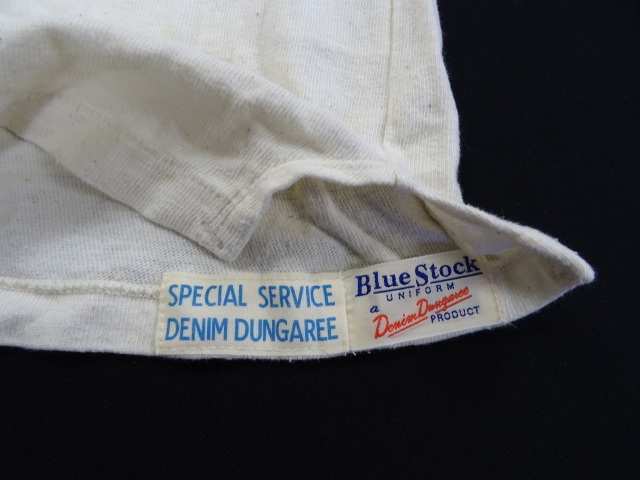 SPECIAL SERVICE
DENIM DUNGAREE
Blue Stock
UNIFORM
a Denim Dungaree
PRODUCT